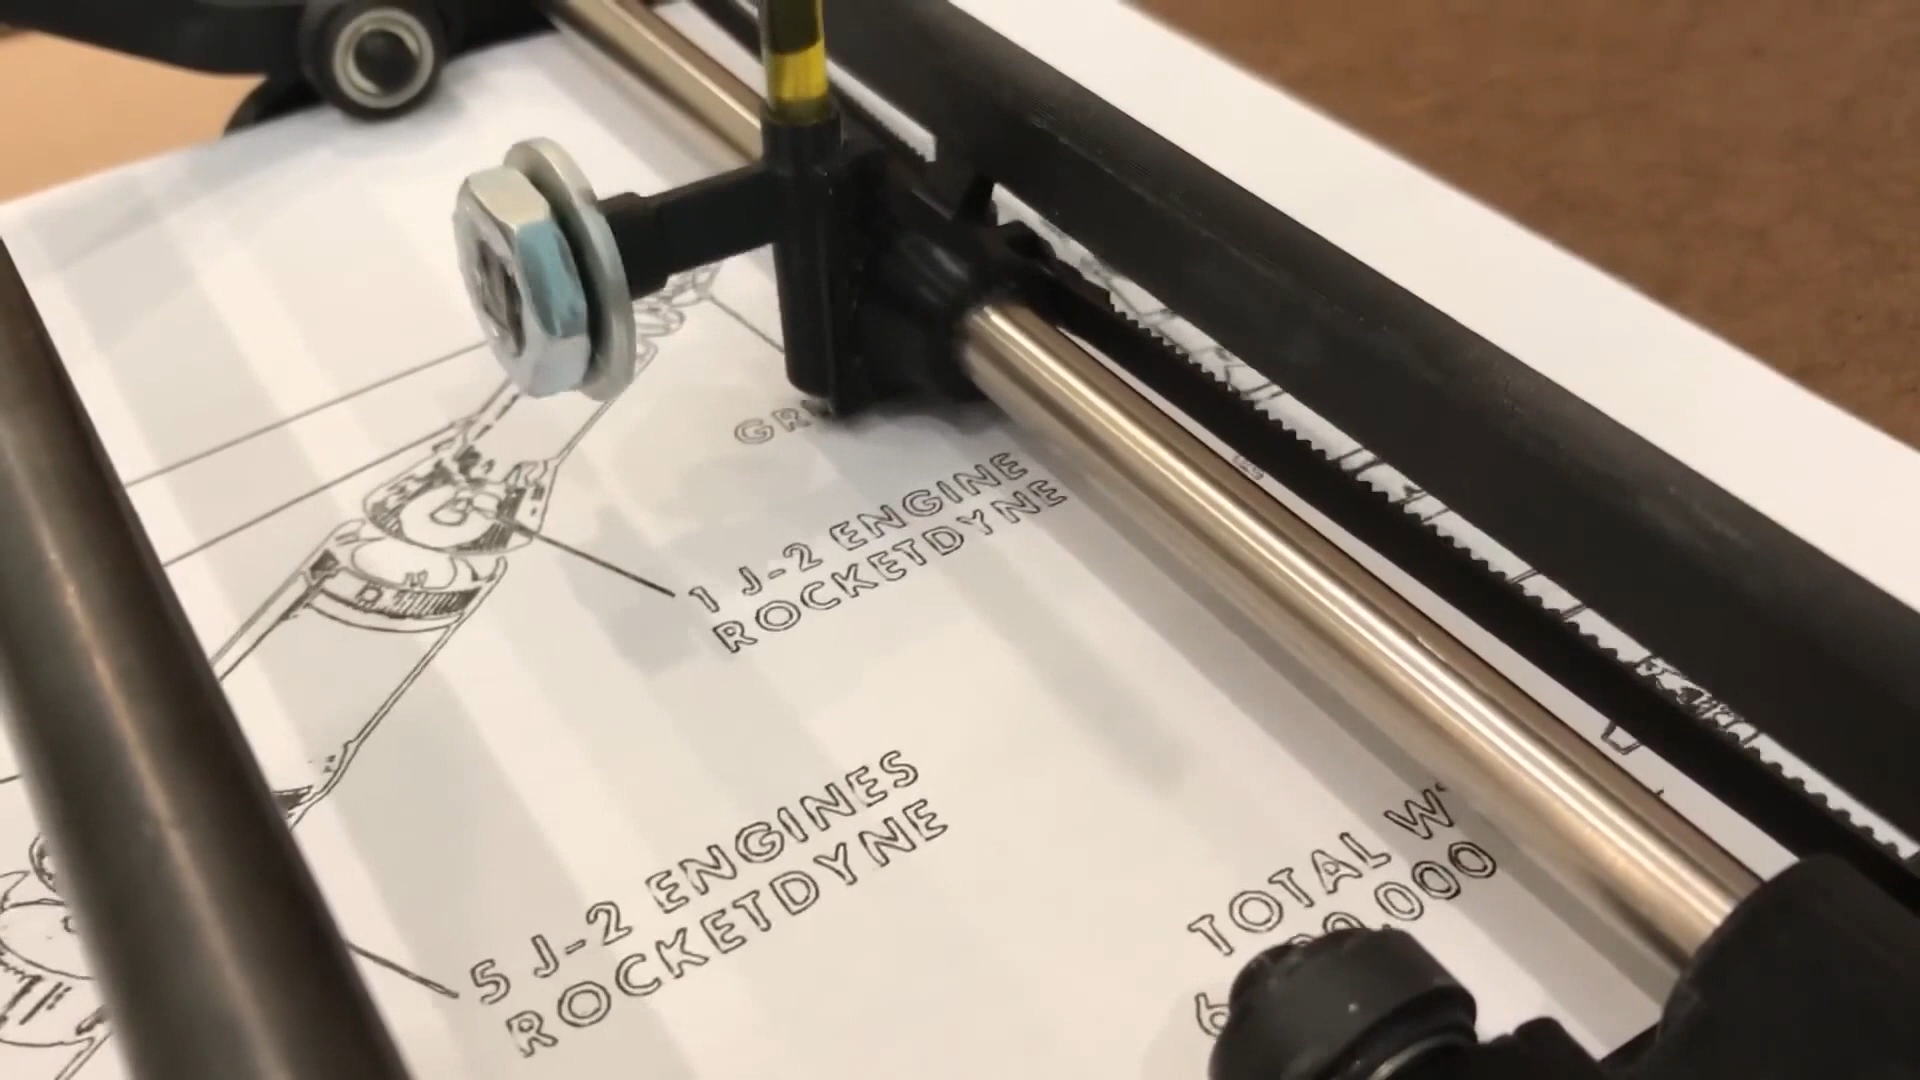 1 J-2 ENGINE
ROCKETDYNE
5 J-2 ENGINES
ROCKETDYNE
TOTAL